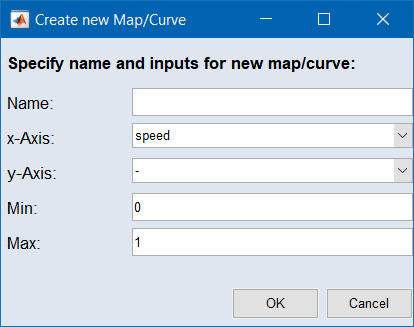 Create new Map/Curve
Specify name and inputs for new map/curve:
Name:
x-Axis: speed
y-Axis: -
Min: 0
Max: 1
OK Cancel